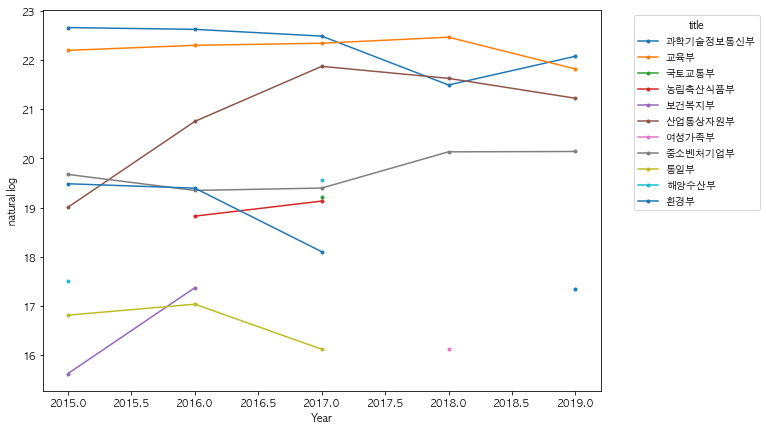 23
22
21
20
19
18
17
16
natural log
2015.0
2015.5
2016.0
2016.5
2017.0
2017.5
2018.0
2018.5
2019.0
Year
title
과학기술정보통신부
교육부
국토교통부
농림축산식품부
보건복지부
산업통상자원부
여성가족부
중소벤처기업부
통일부
해양수산부
환경부